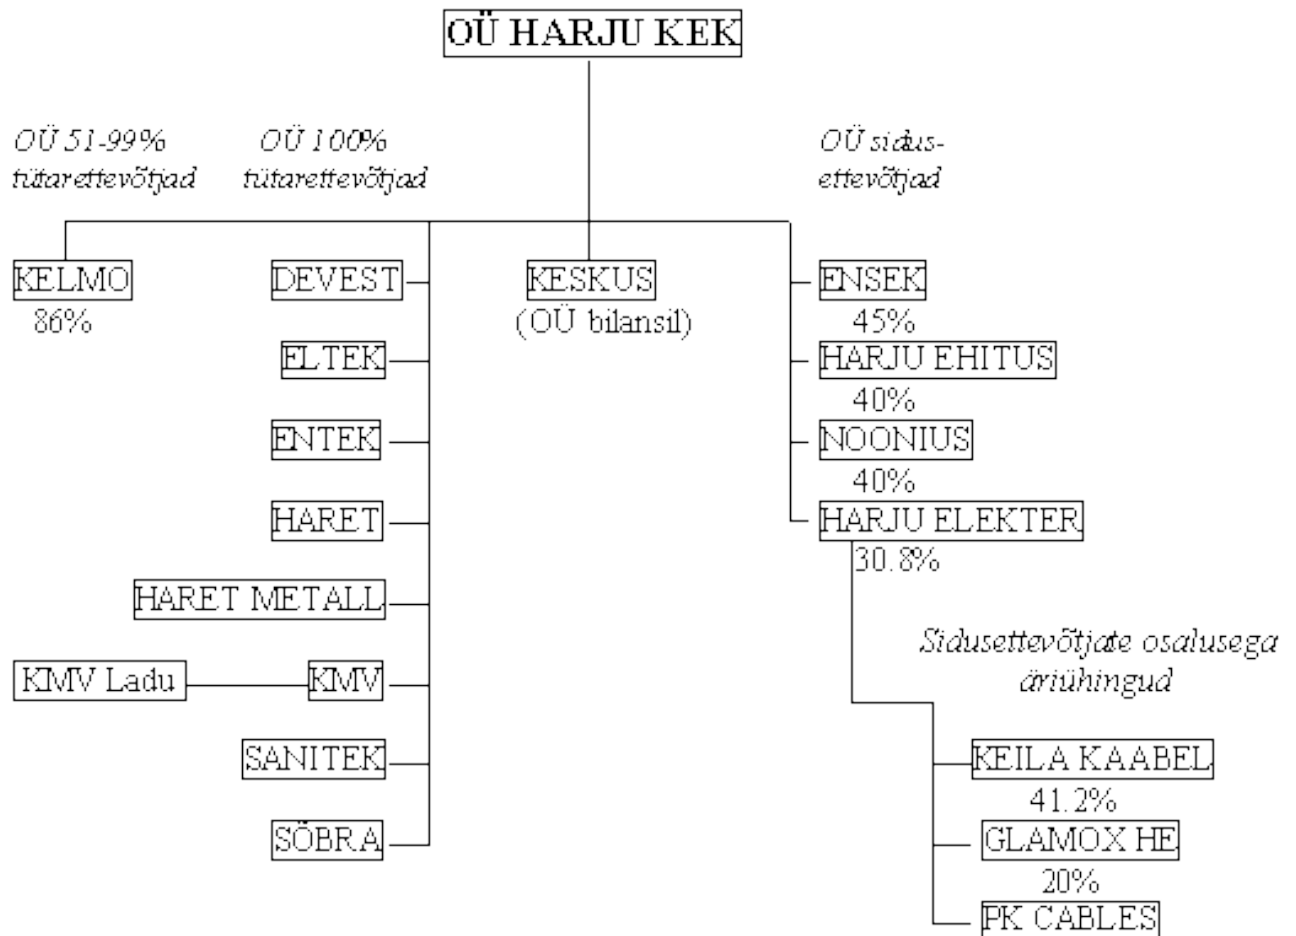 OÜ HARJU KEK
OÜ 51-99%
tütarettevõtjad
OÜ 100%
tütarettevõtjad
OÜ sidus-
ettevõtjad
KELMO
86%
DEVEST
ELTEK
ENTEK
HARET
HARET METALL
KMV Ladu
KMV
SANITEK
SÕBRA
KESKUS
(OÜ bilansil)
ENSEK
45%
HARJU EHITUS
40%
NOONIUS
40%
HARJU ELEKTER
30.8%
Sidusettevõtjate osalusega
äriühingud
KEILA KAABEL
41.2%
GLAMOX HE
20%
PK CABLES